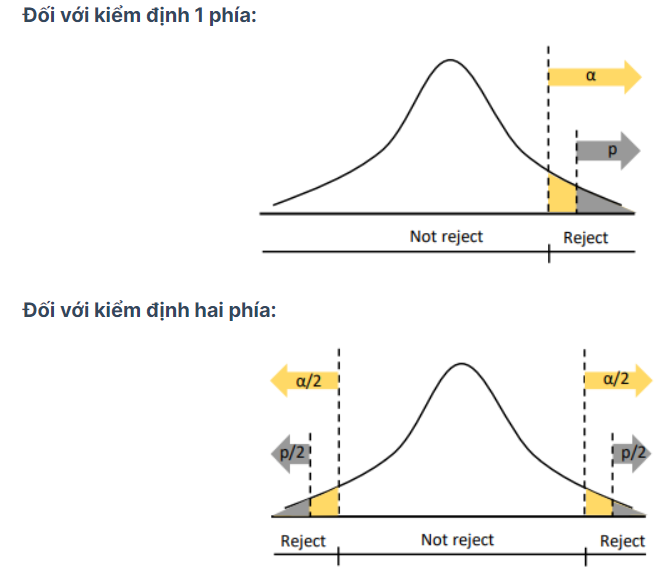 Đối với kiểm định 1 phía:
α
p
Not reject Reject
Đối với kiểm định hai phía:
α/2 α/2
p/2 p/2
Reject Not reject Reject